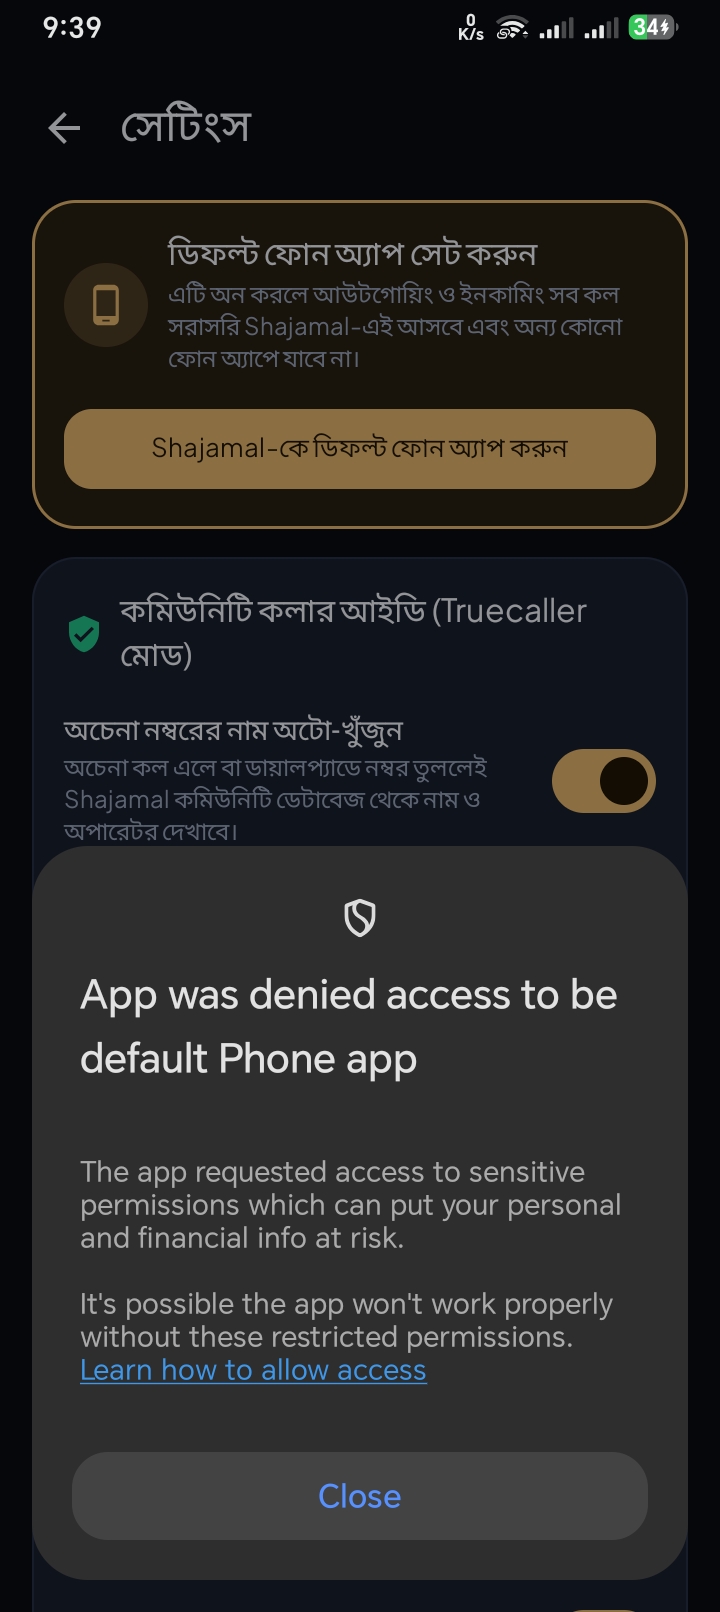 9:39
0
K/s
34
সেটিংস
ডিফল্ট ফোন অ্যাপ সেট করুন
এটি অন করলে আউটগোয়িং ও ইনকামিং সব কল
সরাসরি Shajamal-এই আসবে এবং অন্য কোনো
ফোন অ্যাপে যাবে না।
Shajamal-কে ডিফল্ট ফোন অ্যাপ করুন
কমিউনিটি কলার আইডি (Truecaller
মোড)
অচেনা নম্বরের নাম অটো-খুঁজুন
অচেনা কল এলে বা ডায়ালপ্যাডে নম্বর তুললেই
Shajamal কমিউনিটি ডেটাবেজ থেকে নাম ও
অপারেটর দেখাবে।
App was denied access to be
default Phone app
The app requested access to sensitive
permissions which can put your personal
and financial info at risk.
It's possible the app won't work properly
without these restricted permissions.
Learn how to allow access
Close